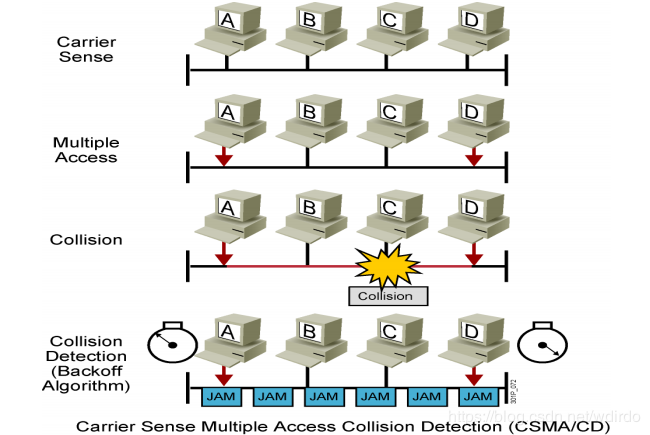 A B C D
Carrier
Sense
A B C D
Multiple
Access
A B C D
Collision
Collision
A B C D
Collision
Detection
(Backoff
Algorithm)
JAM JAM JAM JAM JAM JAM
301P_072
https://blog.csdn.net/wdirdo
Carrier Sense Multiple Access Collision Detection (CSMA/CD)